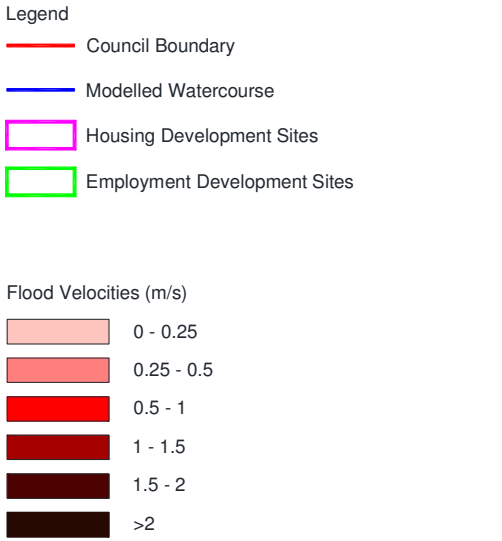 Legend
Council Boundary
Modelled Watercourse
Housing Development Sites
Employment Development Sites
Flood Velocities (m/s)
0 - 0.25
0.25 - 0.5
0.5 - 1
1 - 1.5
1.5 - 2
>2